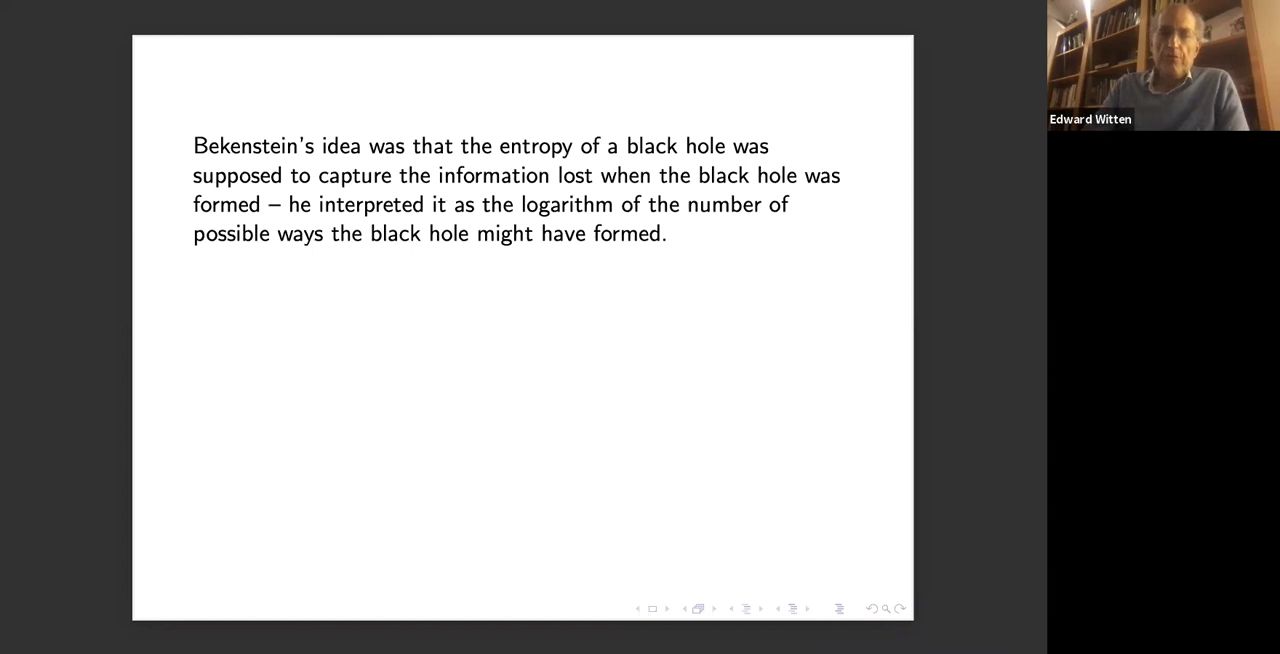 Bekenstein's idea was that the entropy of a black hole was
supposed to capture the information lost when the black hole was
formed – he interpreted it as the logarithm of the number of
possible ways the black hole might have formed.
Edward Witten